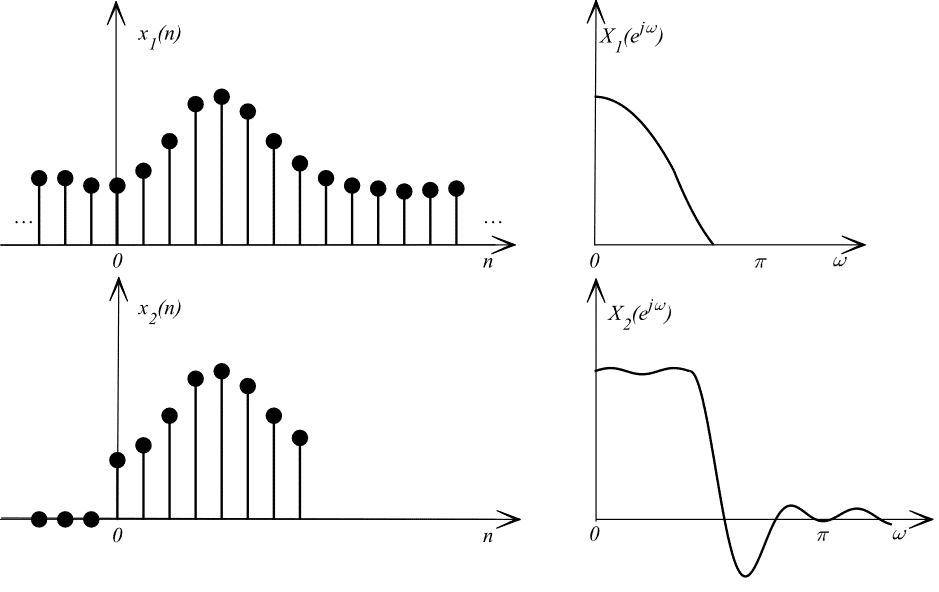 x₁(n)
X₁(e^jω)
... ...
0 n
0 π ω
x₂(n)
X₂(e^jω)
0 n
0 π ω